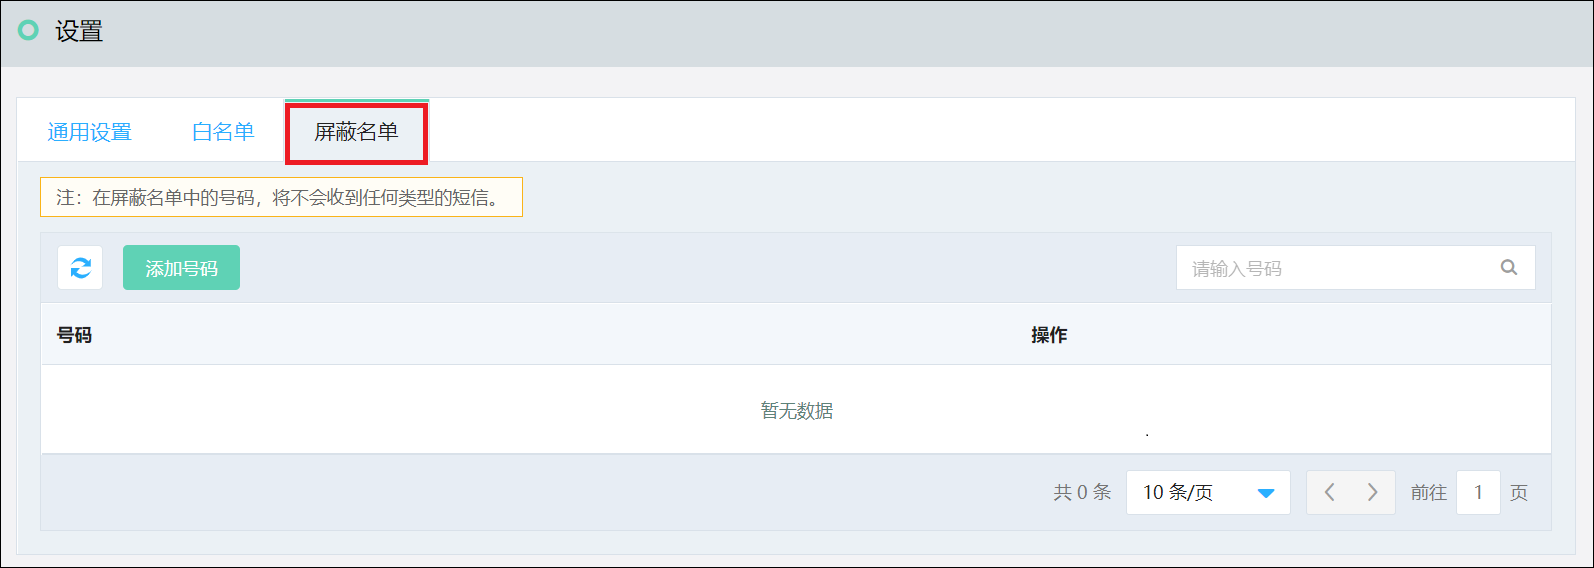 设置
通用设置 白名单 屏蔽名单
注：在屏蔽名单中的号码，将不会收到任何类型的短信。
添加号码 请输入号码
号码 操作
暂无数据
共 0 条 10 条/页 前往 1 页